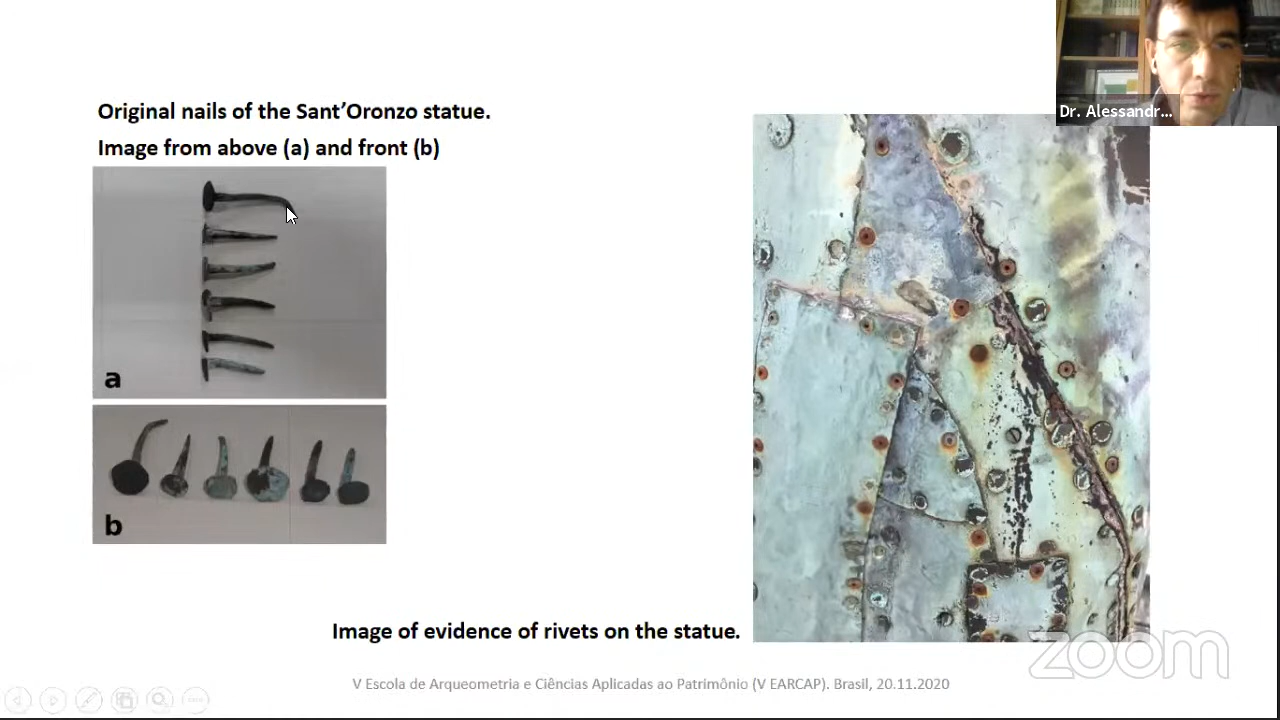 Dr. Alessandr...
Original nails of the Sant’Oronzo statue.
Image from above (a) and front (b)
a
b
Image of evidence of rivets on the statue.
zoom
V Escola de Arqueometria e Ciências Aplicadas ao Patrimônio (V EARCAP). Brasil, 20.11.2020